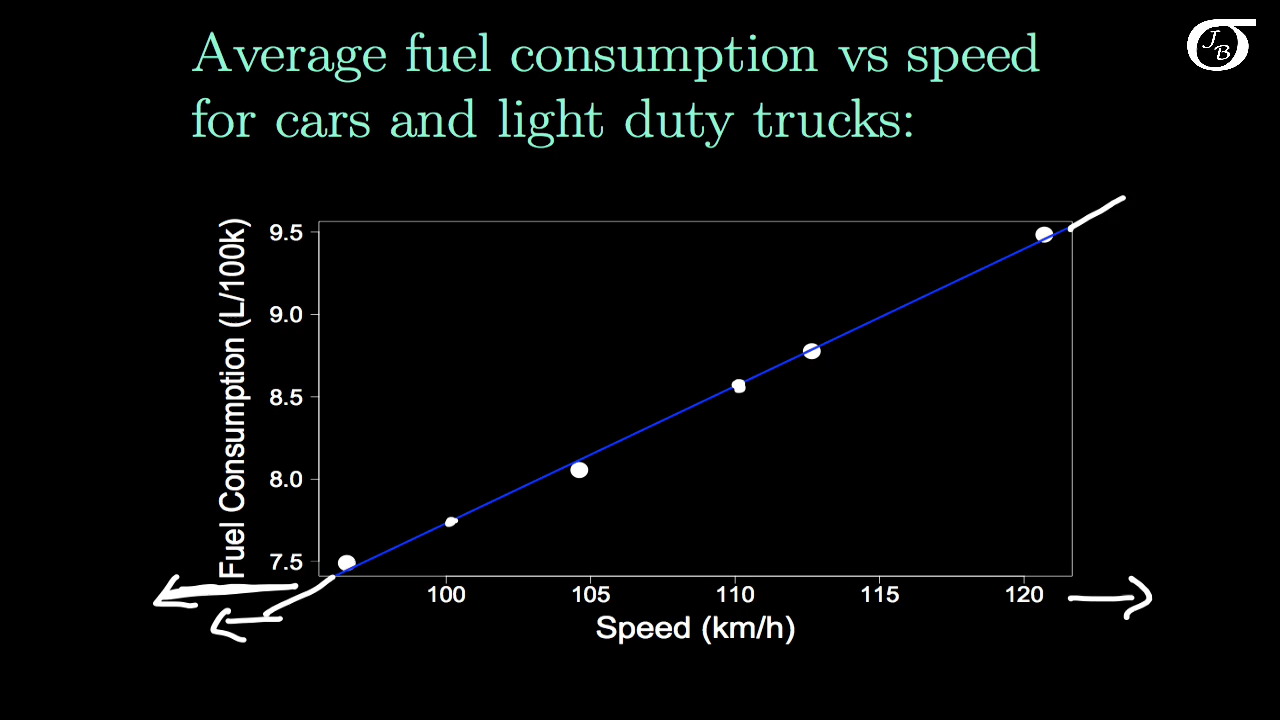 Average fuel consumption vs speed
for cars and light duty trucks:
JB
Fuel Consumption (L/100k)
9.5
9.0
8.5
8.0
7.5
100 105 110 115 120
Speed (km/h)